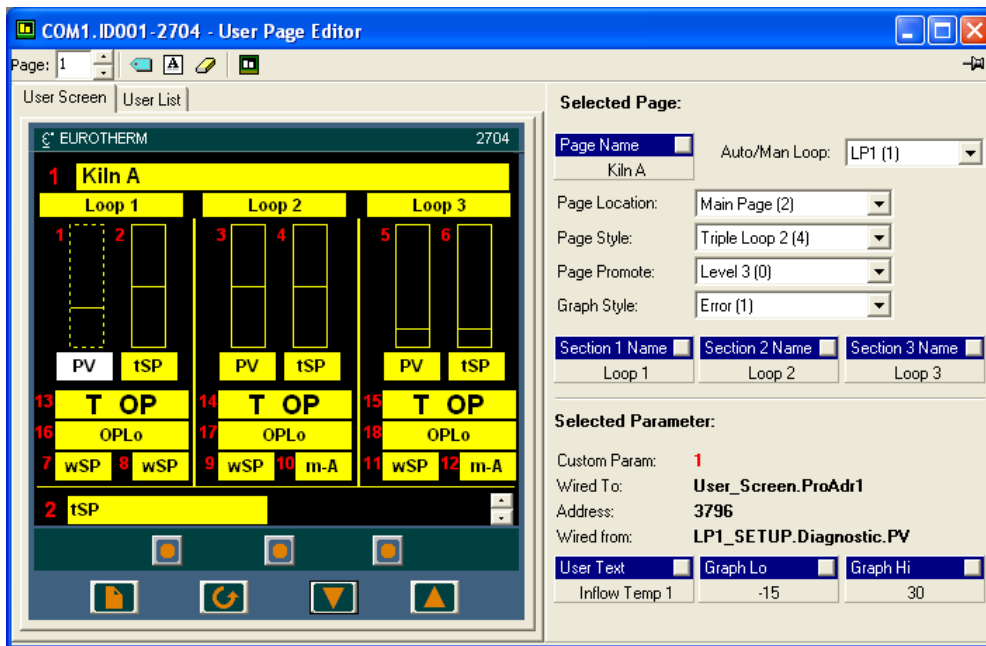 COM1.ID001-2704 - User Page Editor
Page: 1 A
User Screen User List
EUROTHERM 2704
1 Kiln A
Loop 1 Loop 2 Loop 3
1 2 3 4 5 6
PV tSP PV tSP PV tSP
13 T OP 14 T OP 15 T OP
16 OPLo 17 OPLo 18 OPLo
7 wSP 8 wSP 9 wSP 10 m-A 11 wSP 12 m-A
2 tSP
Selected Page:
Page Name
Kiln A
Auto/Man Loop: LP1 (1)
Page Location: Main Page (2)
Page Style: Triple Loop 2 (4)
Page Promote: Level 3 (0)
Graph Style: Error (1)
Section 1 Name Section 2 Name Section 3 Name
Loop 1 Loop 2 Loop 3
Selected Parameter:
Custom Param: 1
Wired To: User_Screen.ProAdr1
Address: 3796
Wired from: LP1_SETUP.Diagnostic.PV
User Text Graph Lo Graph Hi
Inflow Temp 1 -15 30